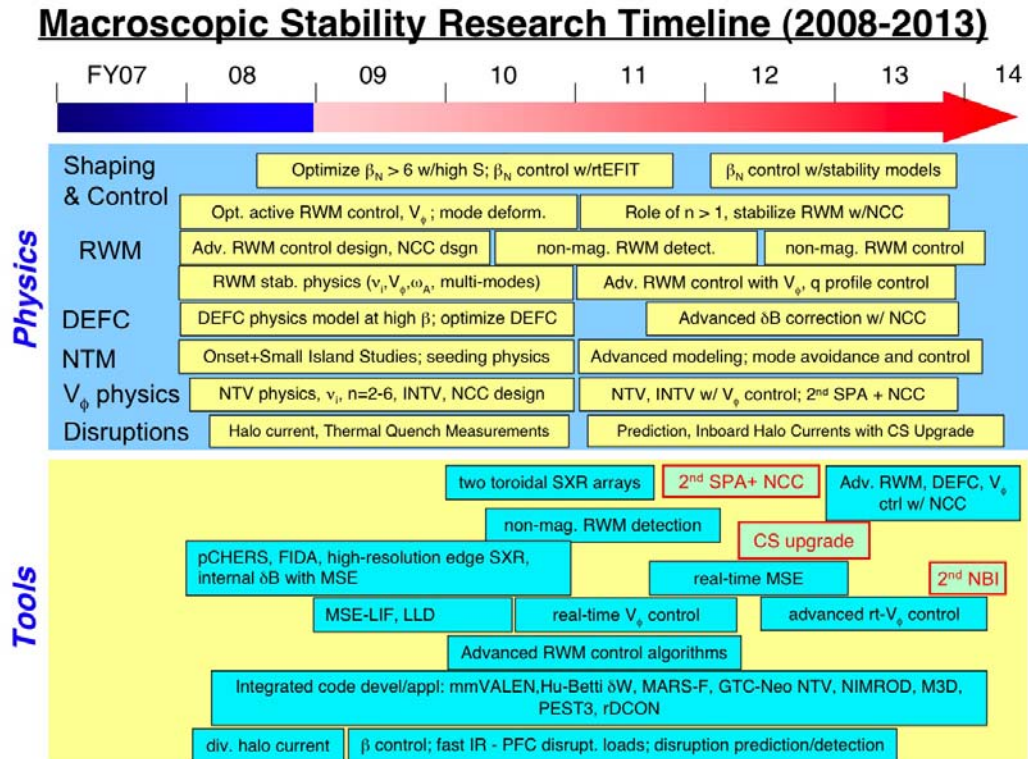 Macroscopic Stability Research Timeline (2008-2013)
FY07 08 09 10 11 12 13 14
Physics
Shaping
& Control
Optimize βN > 6 w/high S; βN control w/rtEFIT
βN control w/stability models
Opt. active RWM control, Vϕ ; mode deform.
Role of n > 1, stabilize RWM w/NCC
RWM
Adv. RWM control design, NCC dsgn
non-mag. RWM detect.
non-mag. RWM control
RWM stab. physics (νi,Vϕ,ωA, multi-modes)
Adv. RWM control with Vϕ, q profile control
DEFC
DEFC physics model at high β; optimize DEFC
Advanced δB correction w/ NCC
NTM
Onset+Small Island Studies; seeding physics
Advanced modeling; mode avoidance and control
Vϕ physics
NTV physics, νi, n=2-6, INTV, NCC design
NTV, INTV w/ Vϕ control; 2nd SPA + NCC
Disruptions
Halo current, Thermal Quench Measurements
Prediction, Inboard Halo Currents with CS Upgrade
Tools
two toroidal SXR arrays
2nd SPA+ NCC
Adv. RWM, DEFC, Vϕ
ctrl w/ NCC
non-mag. RWM detection
CS upgrade
pCHERS, FIDA, high-resolution edge SXR,
internal δB with MSE
real-time MSE
2nd NBI
MSE-LIF, LLD
real-time Vϕ control
advanced rt-Vϕ control
Advanced RWM control algorithms
Integrated code devel/appl: mmVALEN,Hu-Betti δW, MARS-F, GTC-Neo NTV, NIMROD, M3D,
PEST3, rDCON
div. halo current
β control; fast IR - PFC disrupt. loads; disruption prediction/detection